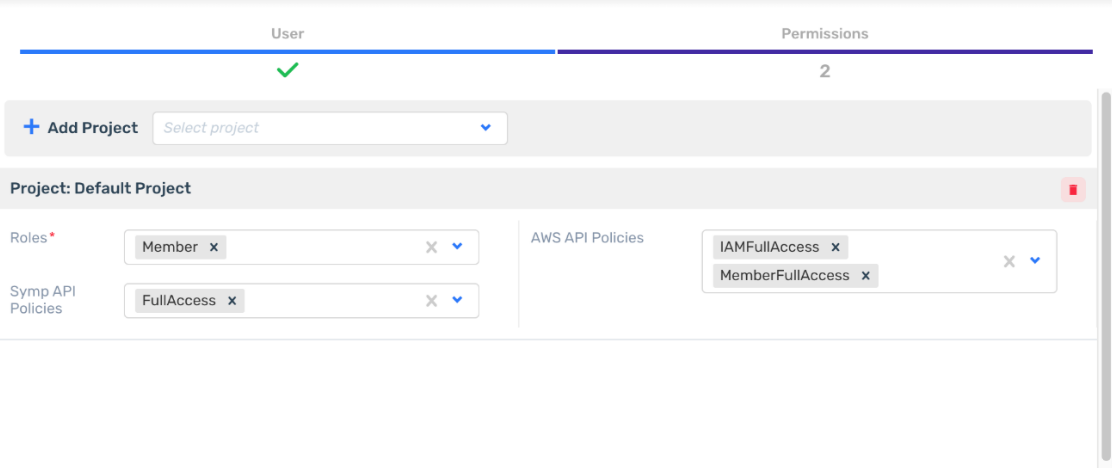 User
Permissions
2
Add Project
Select project
Project: Default Project
Roles*
Member
Symp API
Policies
FullAccess
AWS API Policies
IAMFullAccess
MemberFullAccess